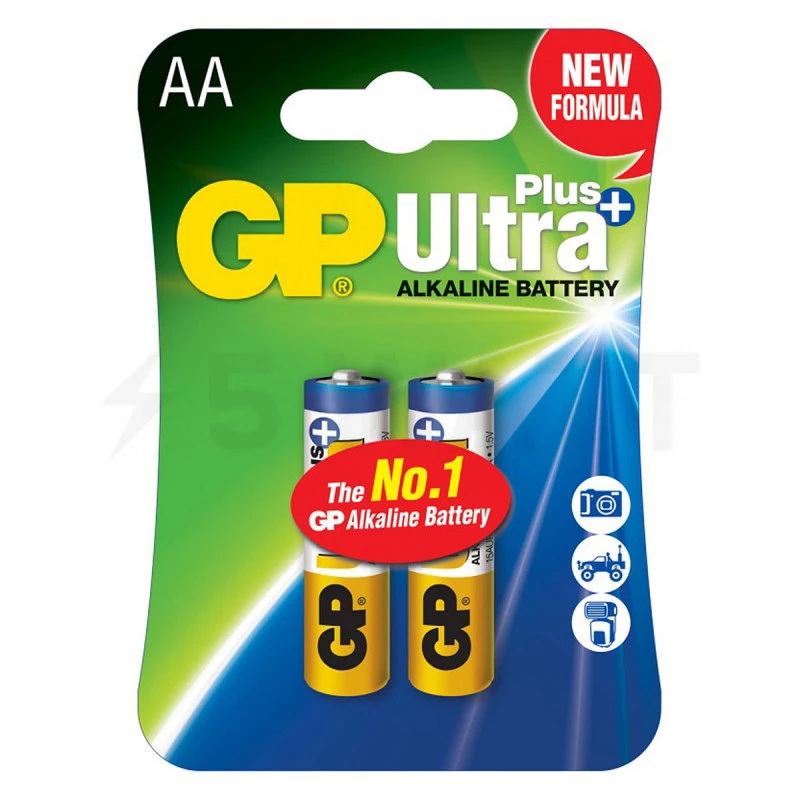 AA
NEW
FORMULA
GP®
Plus+
Ultra
ALKALINE BATTERY
The No.1
GP Alkaline Battery
GP®
GP®